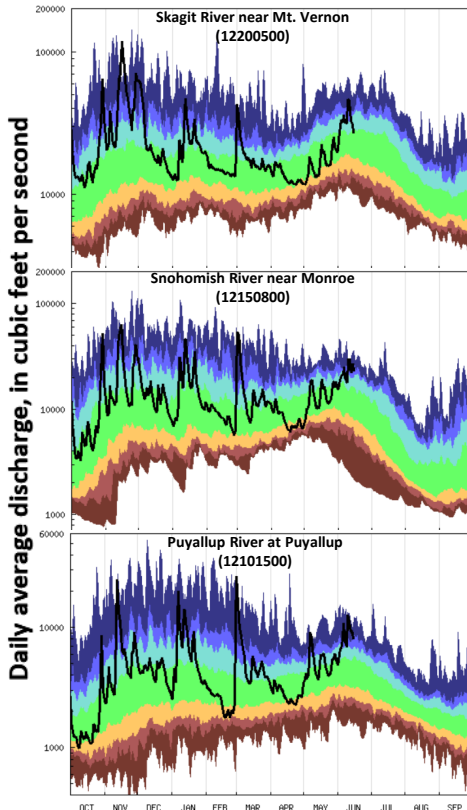 Daily average discharge, in cubic feet per second
Skagit River near Mt. Vernon
(12200500)
100000
10000
Snohomish River near Monroe
(12150800)
200000
100000
10000
1000
Puyallup River at Puyallup
(12101500)
60000
10000
1000
OCT NOV DEC JAN FEB MAR APR MAY JUN JUL AUG SEP